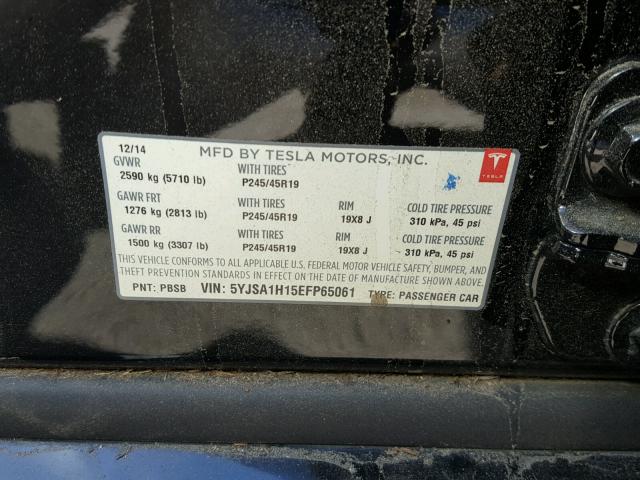 12/14
MFD BY TESLA MOTORS, INC.
TESLA
GVWR
2590 kg (5710 lb)
WITH TIRES
P245/45R19
GAWR FRT
1276 kg (2813 lb)
WITH TIRES
P245/45R19
RIM
19X8 J
COLD TIRE PRESSURE
310 kPa, 45 psi
GAWR RR
1500 kg (3307 lb)
WITH TIRES
P245/45R19
RIM
19X8 J
COLD TIRE PRESSURE
310 kPa, 45 psi
THIS VEHICLE CONFORMS TO ALL APPLICABLE U.S. FEDERAL MOTOR VEHICLE SAFETY, BUMPER, AND
THEFT PREVENTION STANDARDS IN EFFECT ON THE DATE OF MANUFACTURE SHOWN ABOVE.
PNT: PBSB VIN: 5YJSA1H15EFP65061 TYPE: PASSENGER CAR